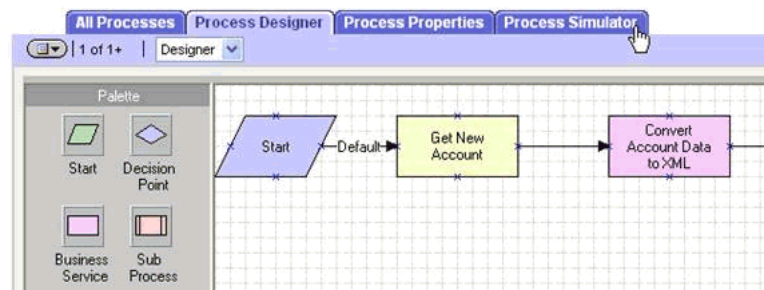 All Processes Process Designer Process Properties Process Simulator
1 of 1+ Designer
Palette
Start
Decision
Point
Business
Service
Sub
Process
Start
Default
Get New
Account
Convert
Account Data
to XML